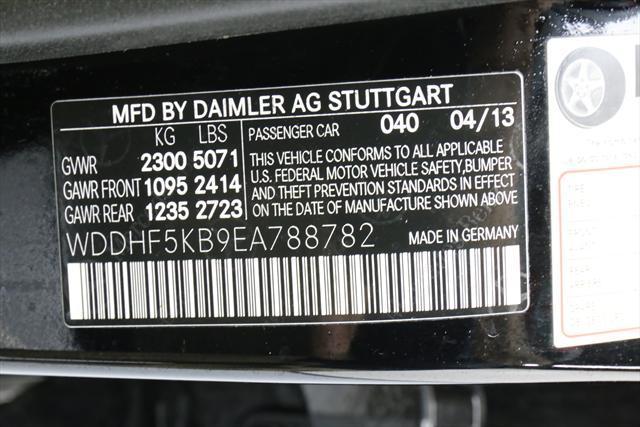 MFD BY DAIMLER AG STUTTGART
KG LBS
GVWR 2300 5071
GAWR FRONT 1095 2414
GAWR REAR 1235 2723
PASSENGER CAR 040 04/13
THIS VEHICLE CONFORMS TO ALL APPLICABLE
U.S. FEDERAL MOTOR VEHICLE SAFETY, BUMPER
AND THEFT PREVENTION STANDARDS IN EFFECT
ON THE DATE OF MANUFACTURE SHOWN ABOVE
WDDHF5KB9EA788782 MADE IN GERMANY